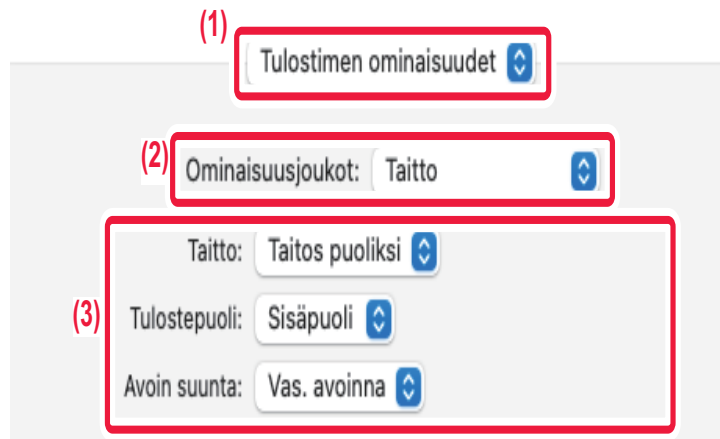 (1)
Tulostimen ominaisuudet
(2) Ominaisuusjoukot: Taitto
Taitto: Taitos puoliksi
(3) Tulostepuoli: Sisäpuoli
Avoin suunta: Vas. avoinna